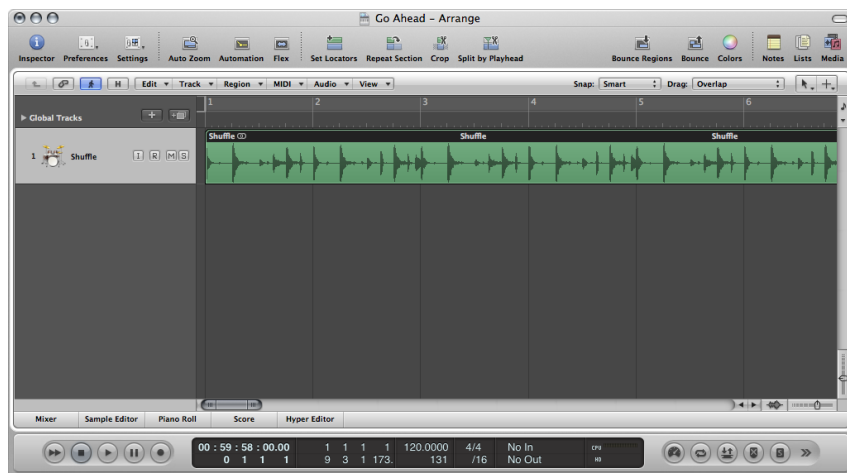 Go Ahead – Arrange
Inspector Preferences Settings Auto Zoom Automation Flex Set Locators Repeat Section Crop Split by Playhead Bounce Regions Bounce Colors Notes Lists Media
H Edit Track Region MIDI Audio View Snap: Smart Drag: Overlap
1 2 3 4 5 6
Global Tracks
Shuffle Shuffle Shuffle
1 Shuffle I R M S
Mixer Sample Editor Piano Roll Score Hyper Editor
00 : 59 : 58 : 00.00 1 1 1 1 120.0000 4/4 No In CPU
0 1 1 1 9 3 1 173. 131 /16 No Out HD
S